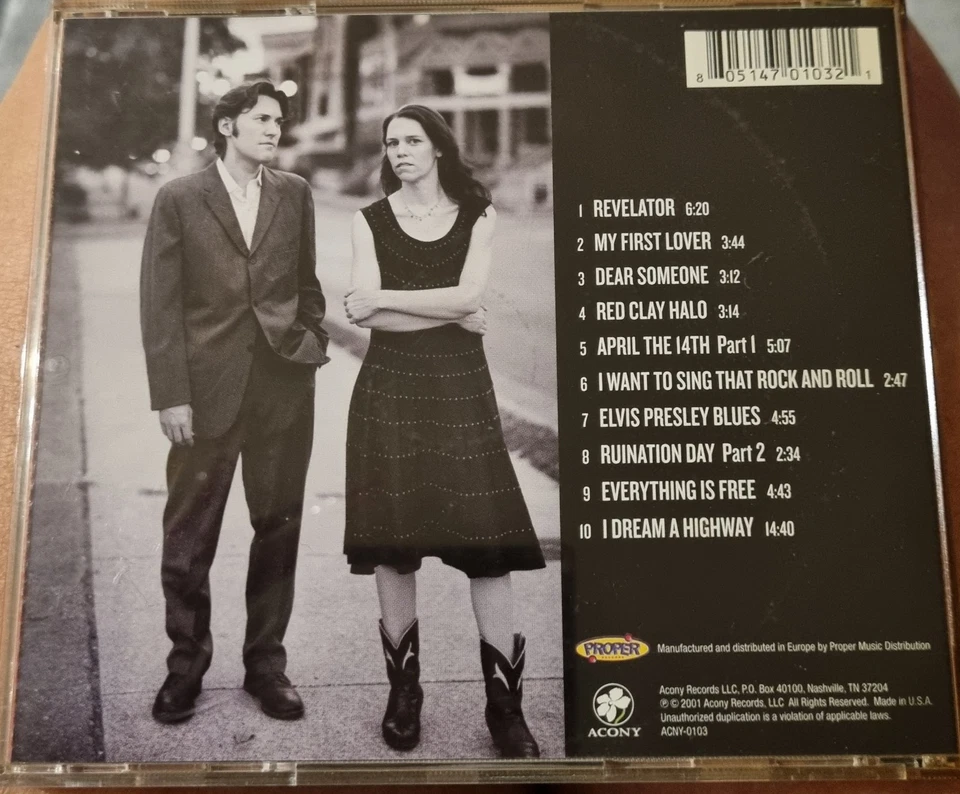 8 05147 01032 1
1 REVELATOR 6:20
2 MY FIRST LOVER 3:44
3 DEAR SOMEONE 3:12
4 RED CLAY HALO 3:14
5 APRIL THE 14TH Part 1 5:07
6 I WANT TO SING THAT ROCK AND ROLL 2:47
7 ELVIS PRESLEY BLUES 4:55
8 RUINATION DAY Part 2 2:34
9 EVERYTHING IS FREE 4:43
10 I DREAM A HIGHWAY 14:40
PROPER
Manufactured and distributed in Europe by Proper Music Distribution
ACONY
Acony Records LLC, P.O. Box 40100, Nashville, TN 37204
℗ © 2001 Acony Records, LLC All Rights Reserved. Made in U.S.A.
Unauthorized duplication is a violation of applicable laws.
ACNY-0103